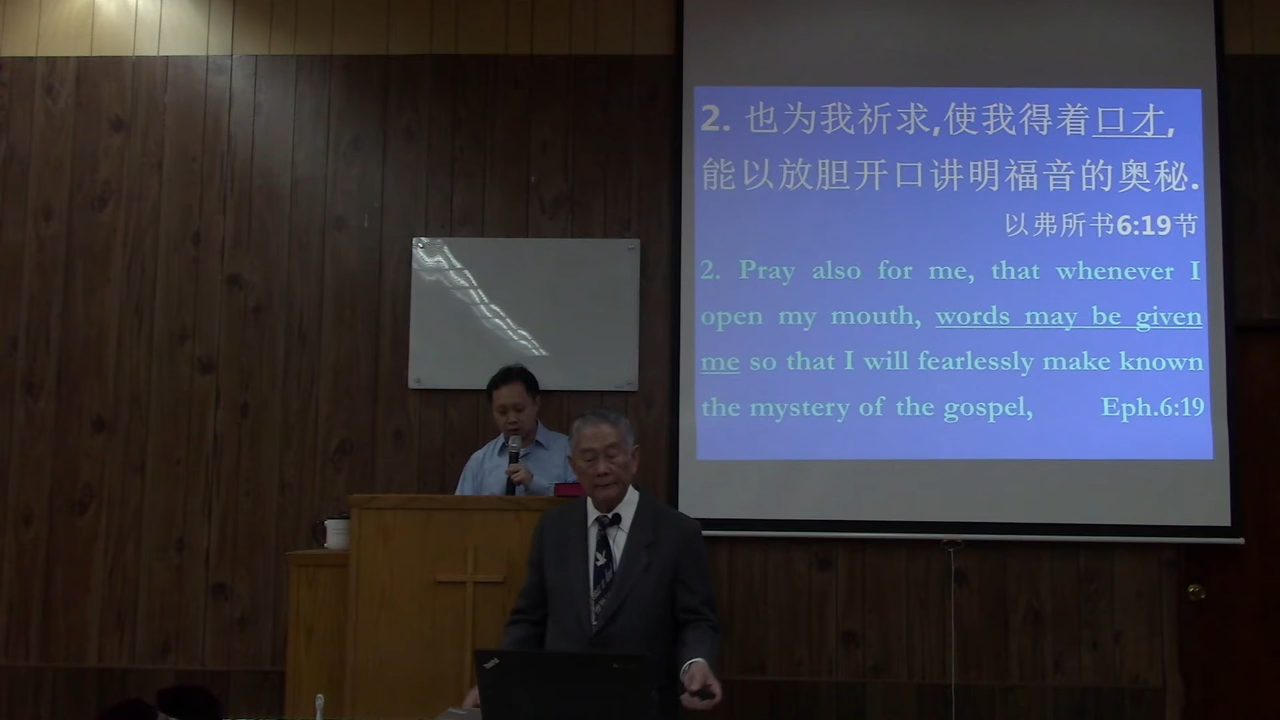 2. 也为我祈求,使我得着口才,
能以放胆开口讲明福音的奥秘.
以弗所书6:19节
2. Pray also for me, that whenever I
open my mouth, words may be given
me so that I will fearlessly make known
the mystery of the gospel, Eph.6:19
ThinkPad